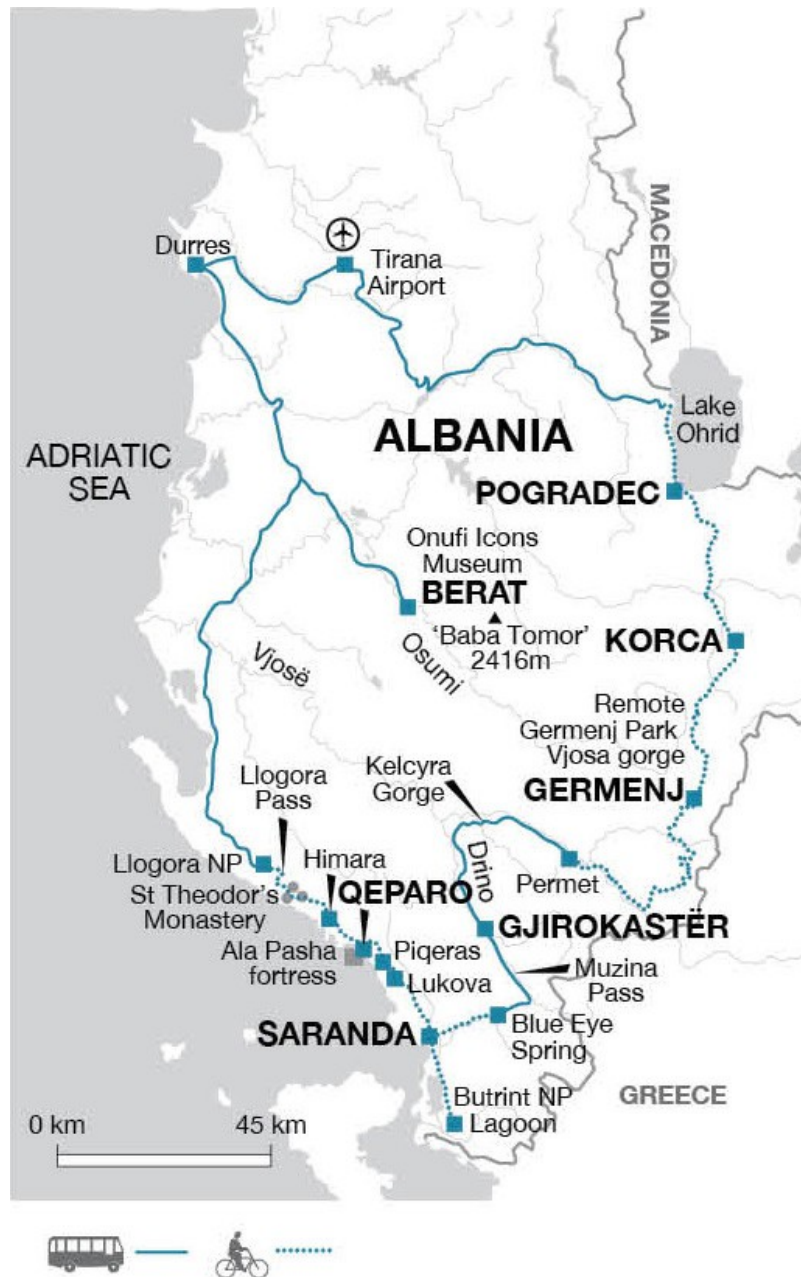 MACEDONIA
Durres
Tirana
Airport
Lake
Ohrid
ALBANIA
ADRIATIC
SEA
POGRADEC
Onufi Icons
Museum
BERAT
'Baba Tomor'
2416m
KORCA
Vjosë
Osumi
Remote
Germenj Park
Vjosa gorge
GERMENJ
Llogora
Pass
Kelcyra
Gorge
Drino
Llogora NP
Himara
Permet
St Theodor's
Monastery
QEPARO
GJIROKASTËR
Ala Pasha
fortress
Piqeras
Lukova
Muzina
Pass
SARANDA
Blue Eye
Spring
Butrint NP
Lagoon
GREECE
0 km
45 km